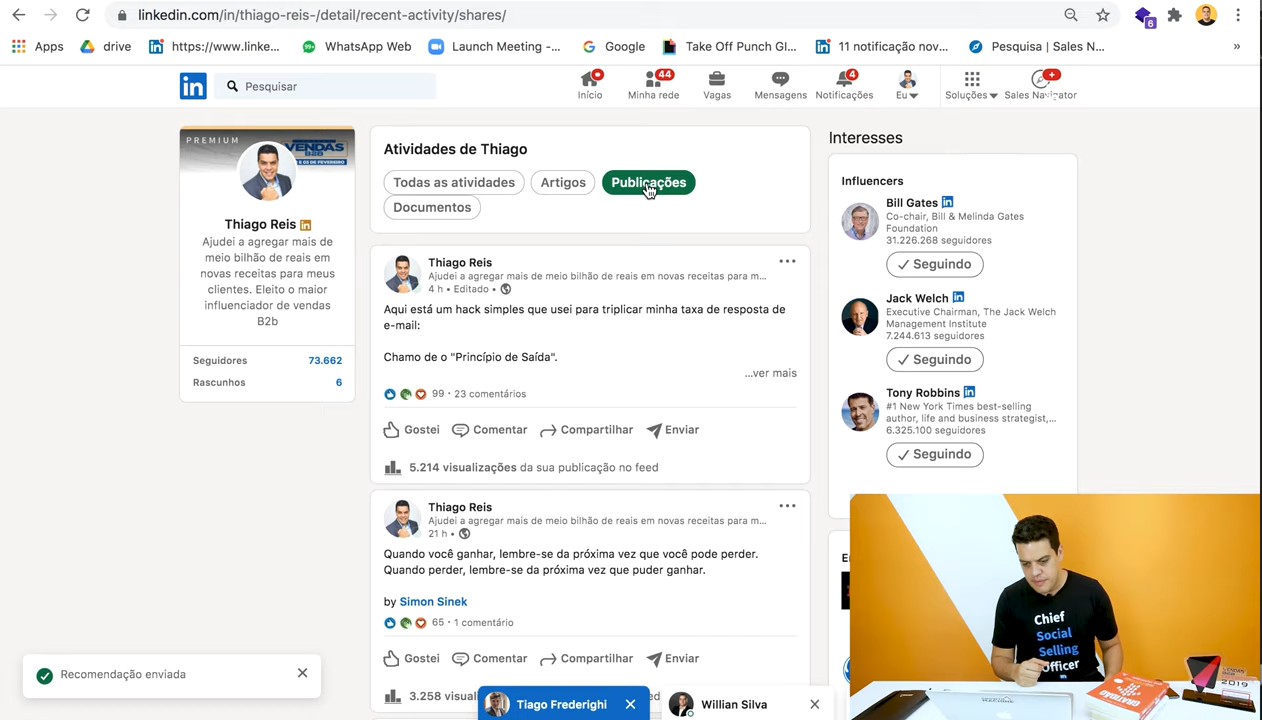 linkedin.com/in/thiago-reis-/detail/recent-activity/shares/
6
Apps
drive
https://www.linke...
WhatsApp Web
Launch Meeting -...
Google
Take Off Punch Gl...
11 notificação nov...
Pesquisa | Sales N...
»
in
Pesquisar
Início
44
Minha rede
Vagas
Mensagens
4
Notificações
Eu
Soluções
Sales Navigator
PREMIUM
VENDAS
B2B
Thiago Reis
Ajudei a agregar mais de
meio bilhão de reais em
novas receitas para meus
clientes. Eleito o maior
influenciador de vendas
B2b
Seguidores 73.662
Rascunhos 6
Atividades de Thiago
Todas as atividades
Artigos
Publicações
Documentos
Thiago Reis
Ajudei a agregar mais de meio bilhão de reais em novas receitas para m...
4 h • Editado •
Aqui está um hack simples que usei para triplicar minha taxa de resposta de
e-mail:
Chamo de o "Princípio de Saída".
...ver mais
99 • 23 comentários
Gostei
Comentar
Compartilhar
Enviar
5.214 visualizações da sua publicação no feed
Thiago Reis
Ajudei a agregar mais de meio bilhão de reais em novas receitas para m...
21 h •
Quando você ganhar, lembre-se da próxima vez que você pode perder.
Quando perder, lembre-se da próxima vez que puder ganhar.
by Simon Sinek
65 • 1 comentário
Gostei
Comentar
Compartilhar
Enviar
3.258 visual
Interesses
Influencers
Bill Gates
Co-chair, Bill & Melinda Gates
Foundation
31.226.268 seguidores
Seguindo
Jack Welch
Executive Chairman, The Jack Welch
Management Institute
7.244.613 seguidores
Seguindo
Tony Robbins
#1 New York Times best-selling
author, life and business strategist,...
6.325.100 seguidores
Seguindo
Recomendação enviada
Tiago Frederighi
Willian Silva
Chief
Social
Selling
Officer
2019